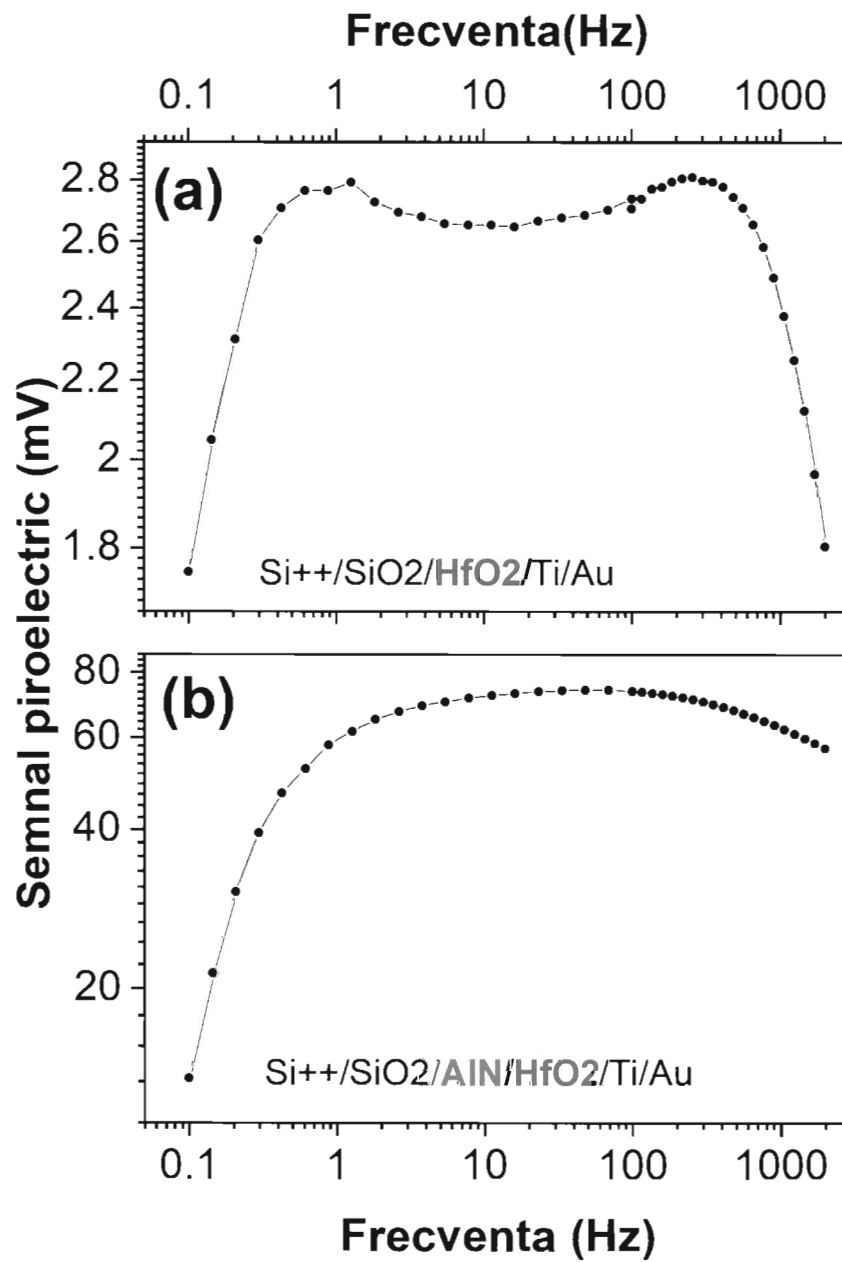 Frecventa(Hz)
0.1 1 10 100 1000
(a)
2.8
2.6
2.4
2.2
2
1.8
Si++/SiO2/HfO2/Ti/Au
Semnal piroelectric (mV)
(b)
80
60
40
20
Si++/SiO2/AlN/HfO2/Ti/Au
0.1 1 10 100 1000
Frecventa (Hz)